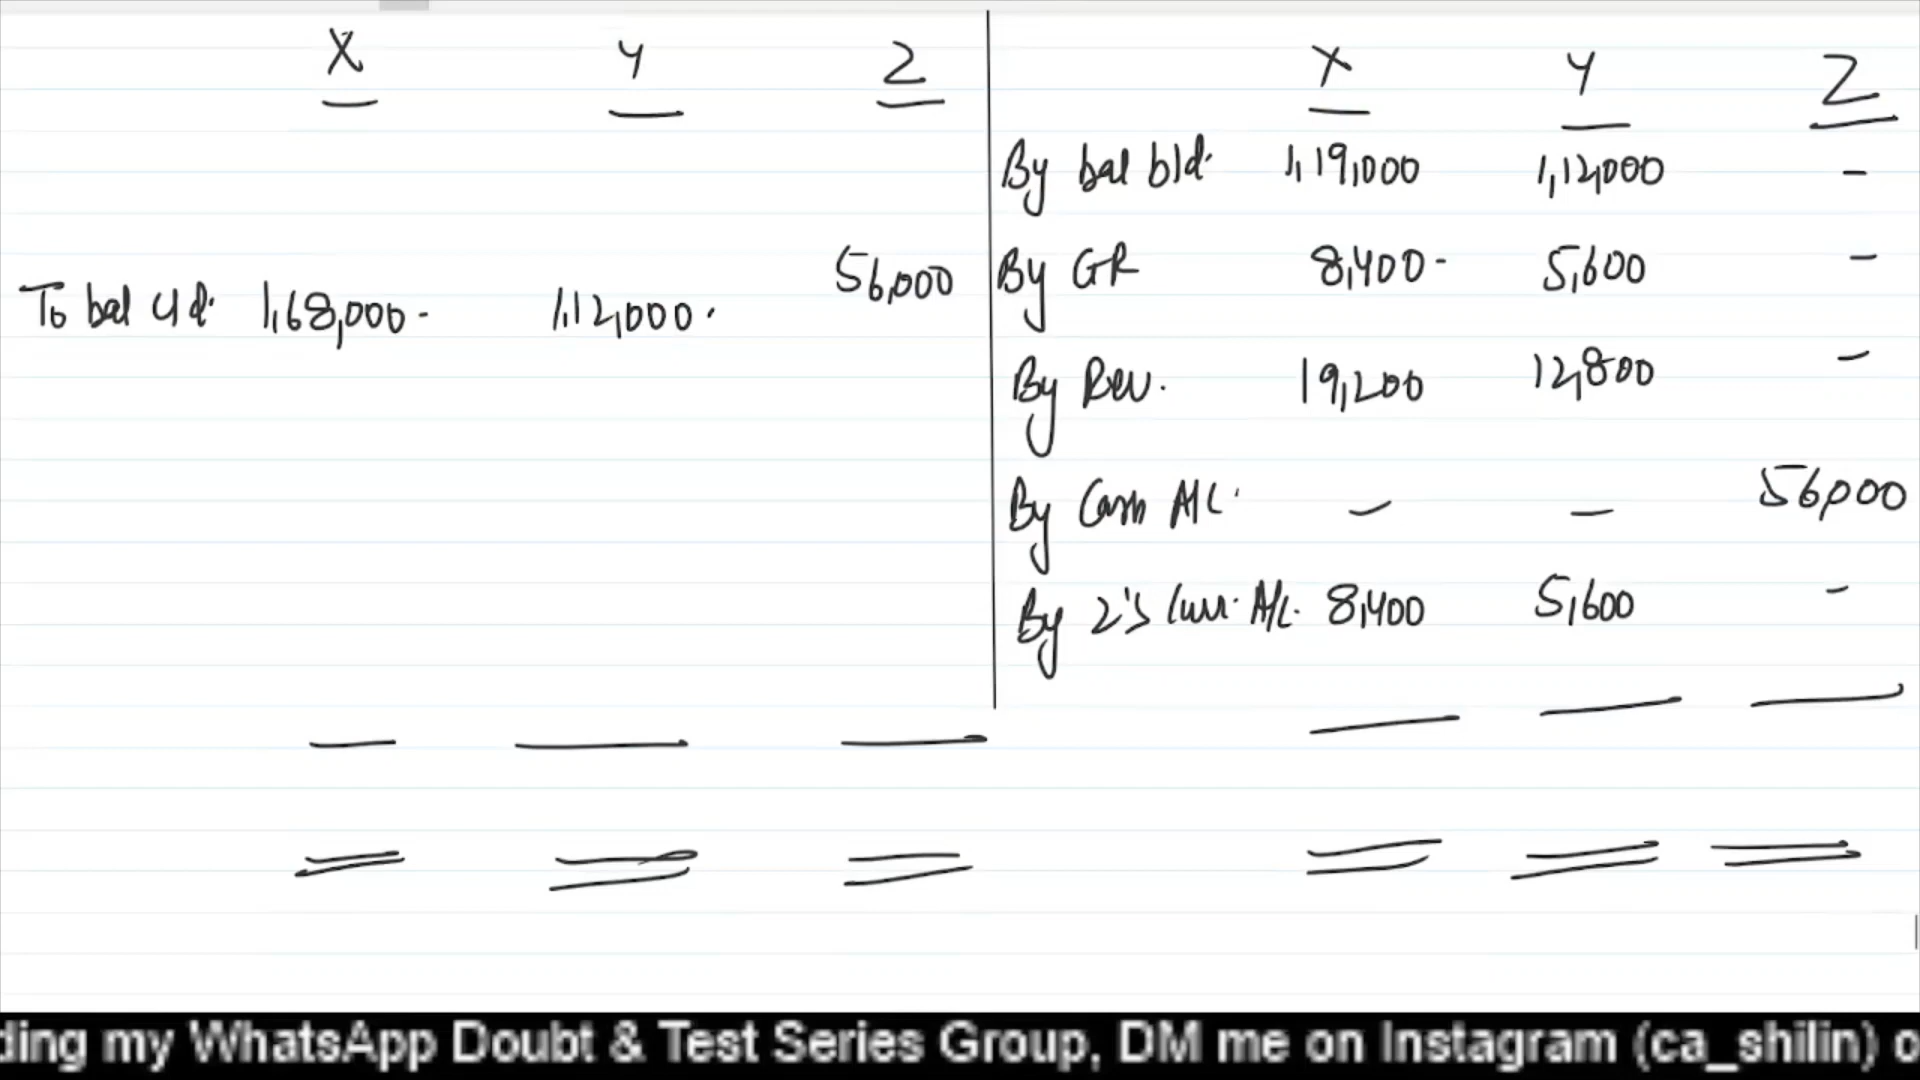 X Y Z X Y Z
By bal b/d. 1,19,000 1,12,000 -
By GR 8,400- 5,600 -
To bal c/d. 1,68,000- 1,12,000. 56,000
By Rev. 19,200 12,800 -
By Cash A/c. - - 56,000
By Z's Curr. A/c. 8,400 5,600 -
ding my WhatsApp Doubt & Test Series Group, DM me on Instagram (ca_shilin) o